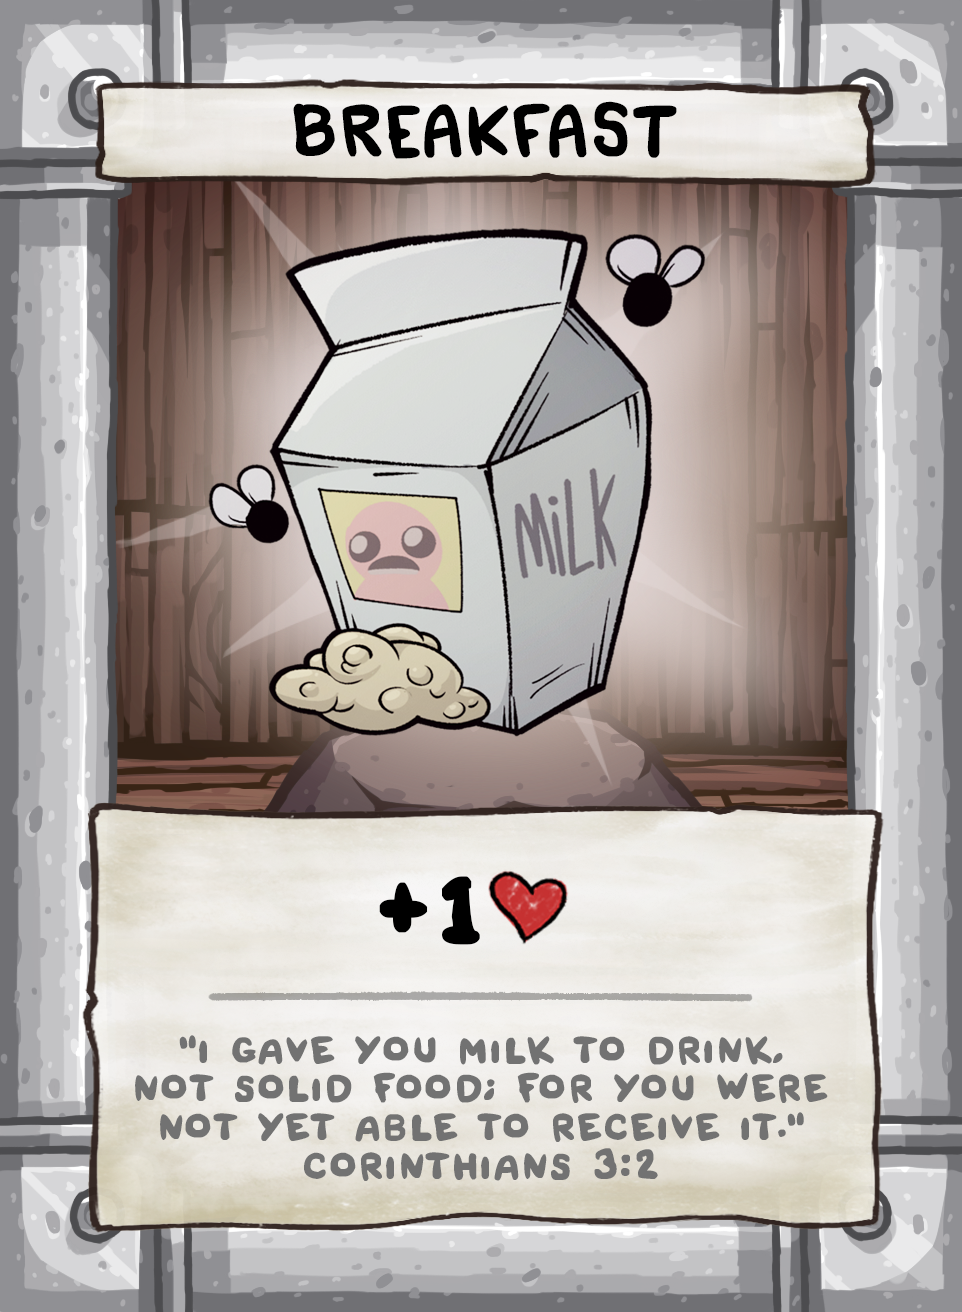 BREAKFAST
MiLK
+1
"I GAVE YOU MILK TO DRINK,
NOT SOLID FOOD; FOR YOU WERE
NOT YET ABLE TO RECEIVE IT."
CORINTHIANS 3:2